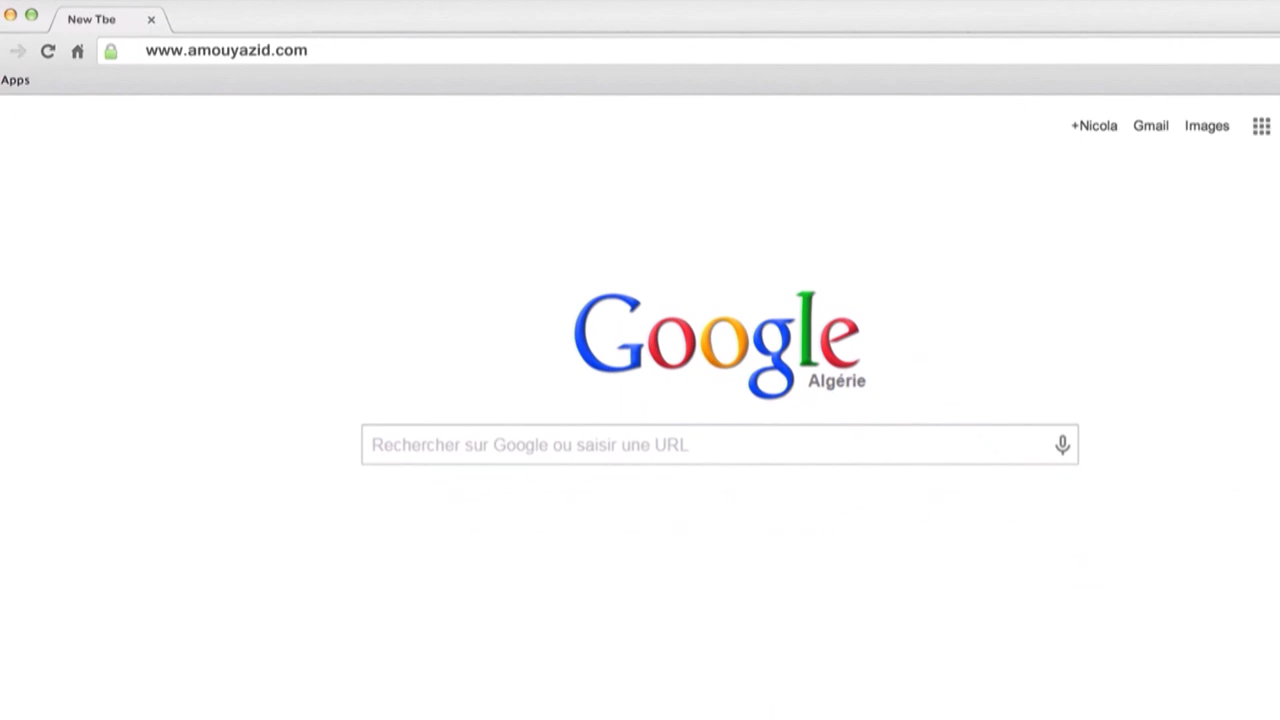 New Tbe
www.amouyazid.com
Apps
+Nicola Gmail Images
Google
Algérie
Rechercher sur Google ou saisir une URL